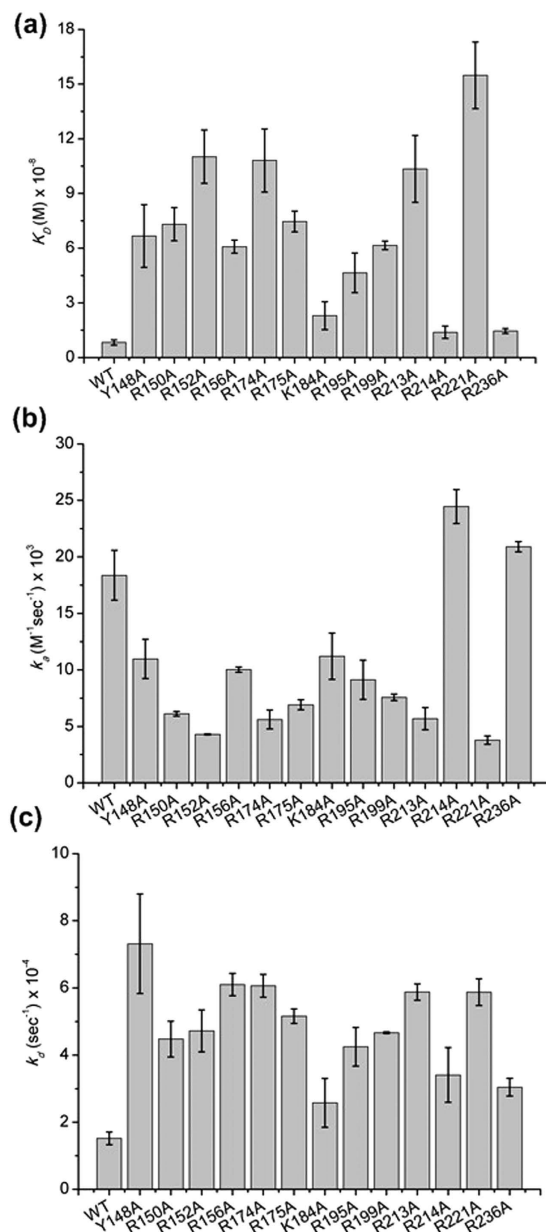 (a)
18
15
12
9
6
3
0
K_D (M) x 10^-8
WT Y148A R150A R152A R156A R174A R175A K184A R195A R199A R213A R214A R221A R236A
(b)
30
25
20
15
10
5
0
k_a (M^-1 sec^-1) x 10^3
WT Y148A R150A R152A R156A R174A R175A K184A R195A R199A R213A R214A R221A R236A
(c)
10
8
6
4
2
0
k_d (sec^-1) x 10^-4
WT Y148A R150A R152A R156A R174A R175A K184A R195A R199A R213A R214A R221A R236A